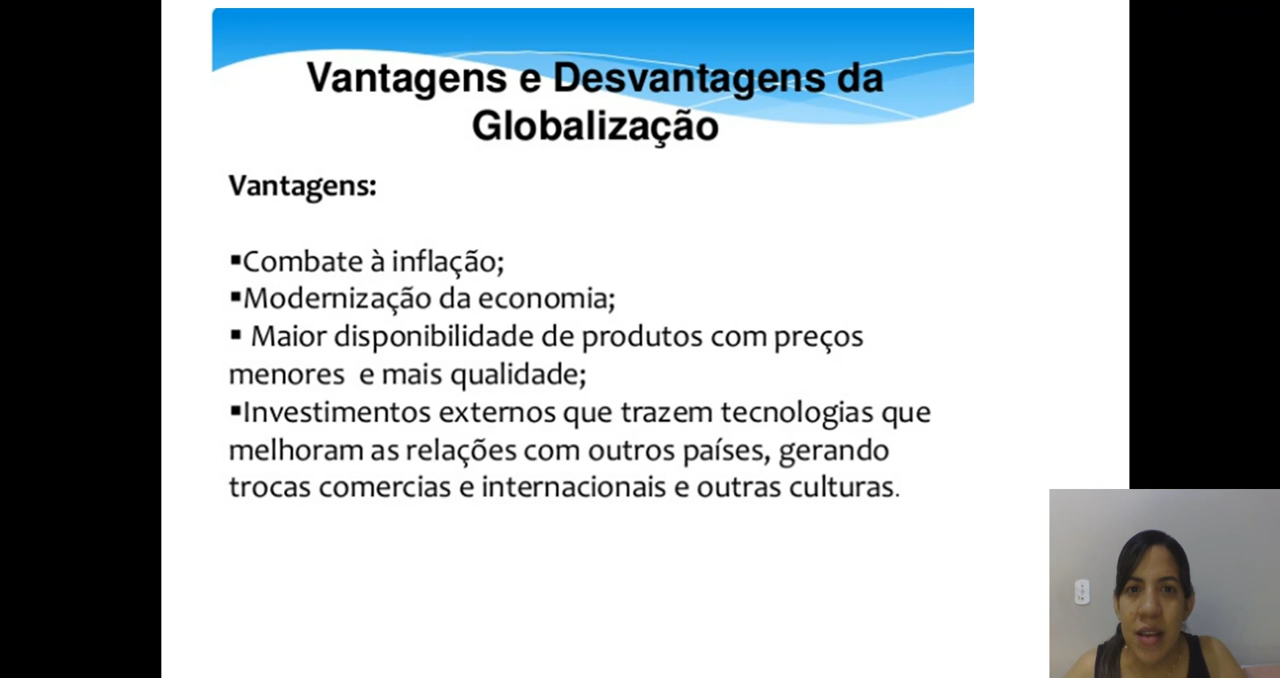 Vantagens e Desvantagens da
Globalização
Vantagens:
▪Combate à inflação;
▪Modernização da economia;
▪ Maior disponibilidade de produtos com preços
menores e mais qualidade;
▪Investimentos externos que trazem tecnologias que
melhoram as relações com outros países, gerando
trocas comercias e internacionais e outras culturas.